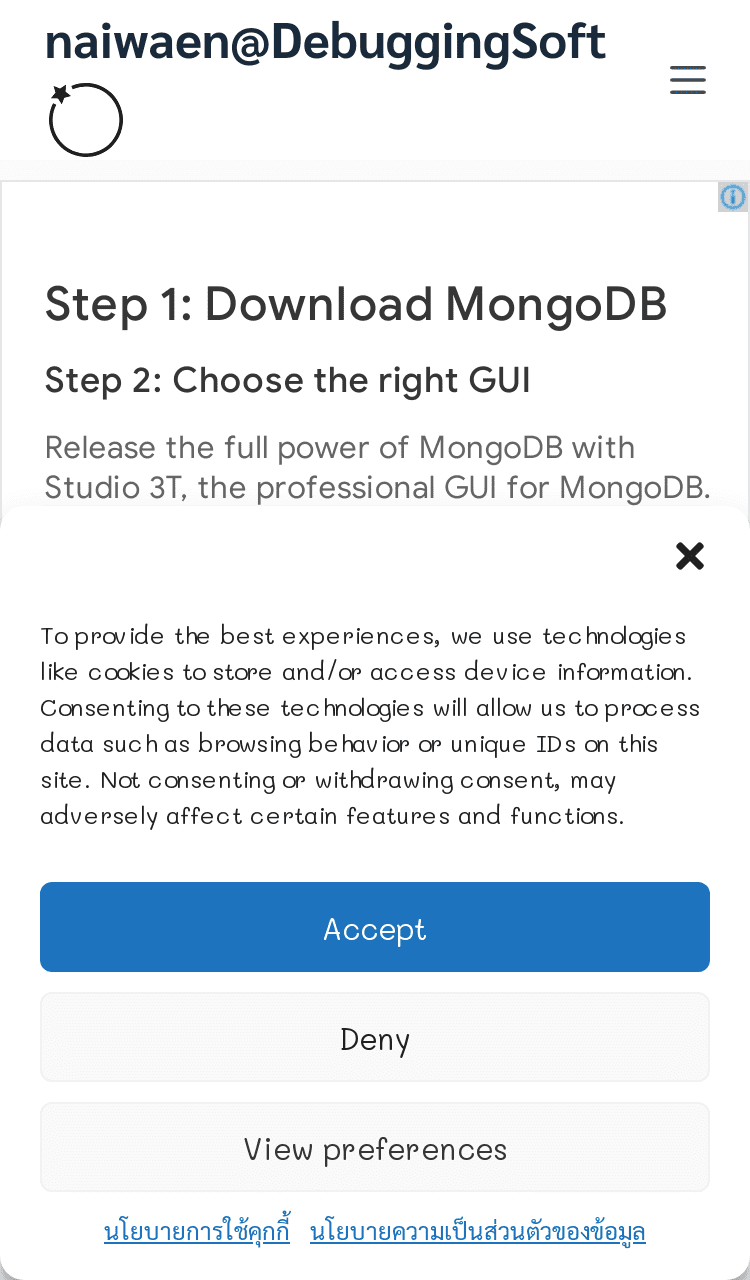 naiwaen@DebuggingSoft
Step 1: Download MongoDB
Step 2: Choose the right GUI
Release the full power of MongoDB with
Studio 3T, the professional GUI for MongoDB.
To provide the best experiences, we use technologies
like cookies to store and/or access device information.
Consenting to these technologies will allow us to process
data such as browsing behavior or unique IDs on this
site. Not consenting or withdrawing consent, may
adversely affect certain features and functions.
Accept
Deny
View preferences
นโยบายการใช้คุกกี้ นโยบายความเป็นส่วนตัวของข้อมูล